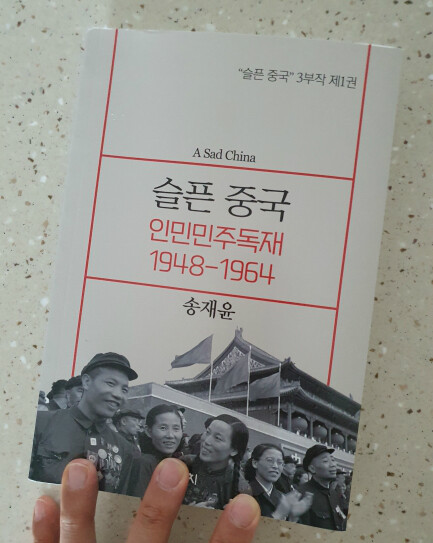 "슬픈 중국" 3부작 제1권
A Sad China
슬픈 중국
인민민주독재
1948-1964
송재윤